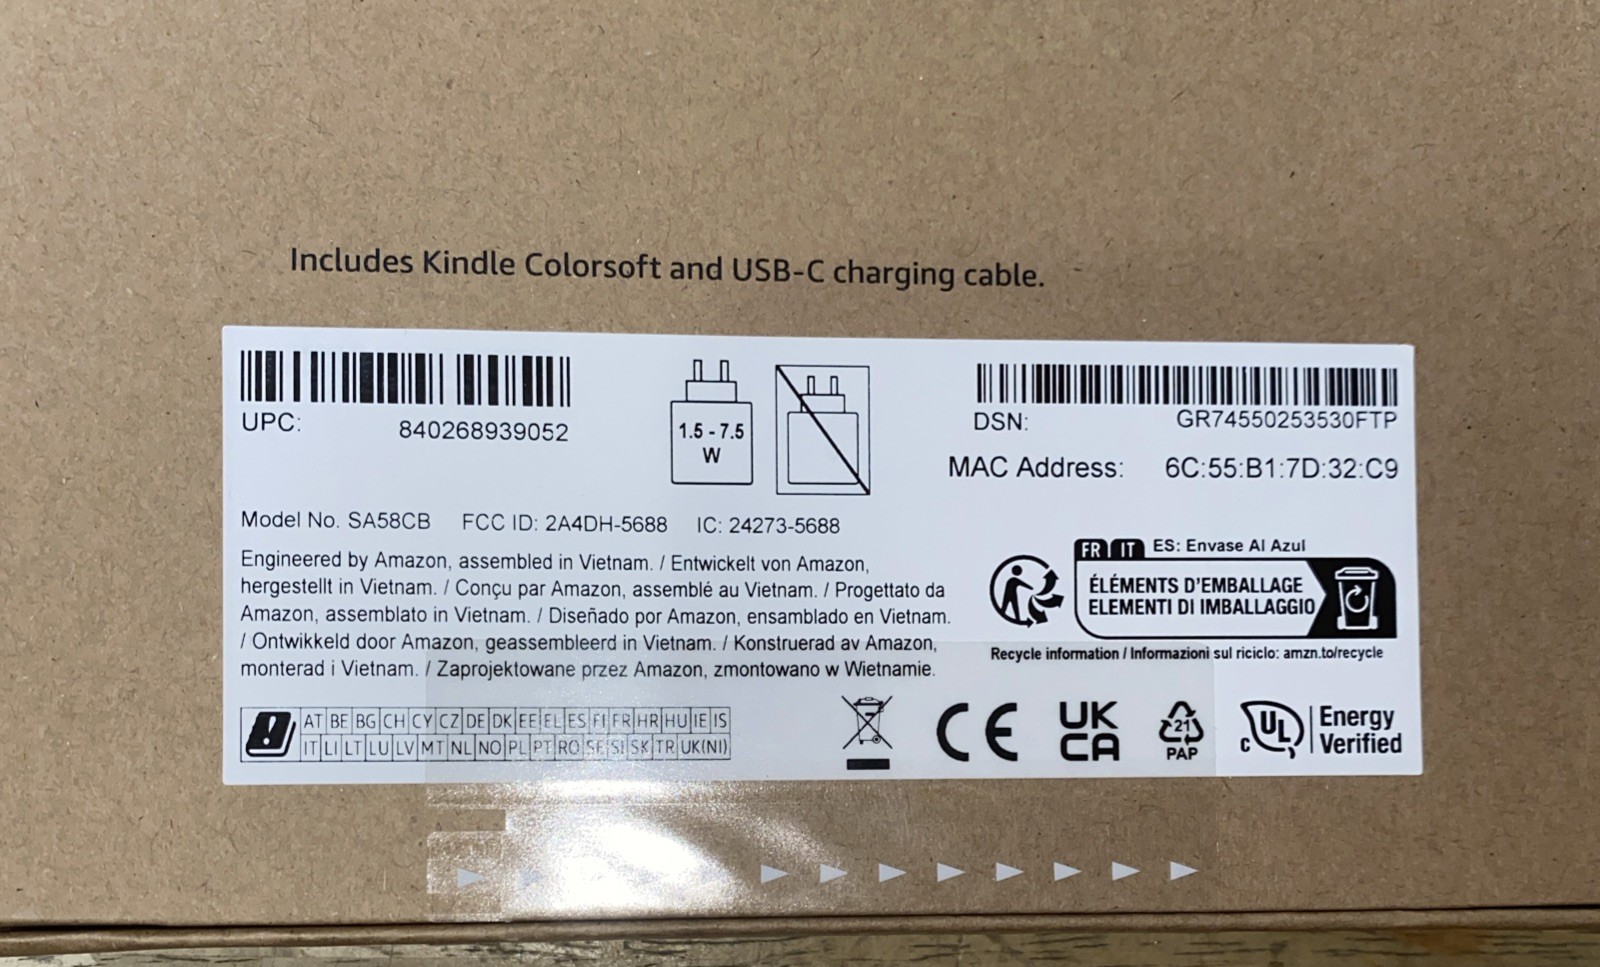 Includes Kindle Colorsoft and USB-C charging cable.
UPC: 840268939052
1.5 - 7.5
W
DSN: GR74550253530FTP
MAC Address: 6C:55:B1:7D:32:C9
Model No. SA58CB FCC ID: 2A4DH-5688 IC: 24273-5688
Engineered by Amazon, assembled in Vietnam. / Entwickelt von Amazon,
hergestellt in Vietnam. / Conçu par Amazon, assemblé au Vietnam. / Progettato da
Amazon, assemblato in Vietnam. / Diseñado por Amazon, ensamblado en Vietnam.
/ Ontwikkeld door Amazon, geassembleerd in Vietnam. / Konstruerad av Amazon,
monterad i Vietnam. / Zaprojektowane przez Amazon, zmontowano w Wietnamie.
FR IT ES: Envase Al Azul
ÉLÉMENTS D'EMBALLAGE
ELEMENTI DI IMBALLAGGIO
Recycle information / Informazioni sul riciclo: amzn.to/recycle
AT BE BG CH CY CZ DE DK EE EL ES FI FR HR HU IE IS
IT LI LT LU LV MT NL NO PL PT RO SE SI SK TR UK(NI)
CE
UK
CA
21
PAP
c UL
Energy
Verified